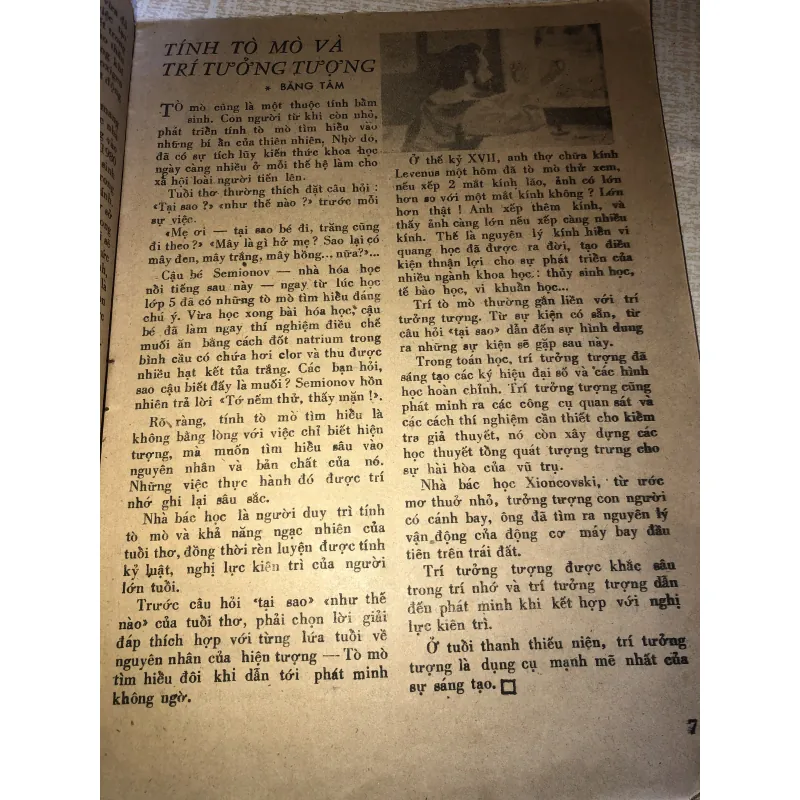 TÍNH TÒ MÒ VÀ
TRÍ TƯỞNG TƯỢNG
* BĂNG TÂM
TÒ mò cũng là một thuộc tính bẩm
sinh. Con người từ khi còn nhỏ,
phát triển tính tò mò tìm hiểu vào
những bí ẩn của thiên nhiên, Nhờ đó,
đã có sự tích lũy kiến thức khoa học
ngày càng nhiều ở mỗi thế hệ làm cho
xã hội loài người tiến lên.
Tuổi thơ thường thích đặt câu hỏi :
«Tại sao ?» «như thế nào ?» trước mỗi
sự việc.
«Mẹ ơi — tại sao bé đi, trăng cũng
đi theo ?» «Mây là gì hở mẹ ? Sao lại có
mây đen, mây trắng, mây hồng... nữa?»...
Cậu bé Semionov — nhà hóa học
nổi tiếng sau này — ngay từ lúc học
lớp 5 đã có những tò mò tìm hiểu đáng
chú ý. Vừa học xong bài hóa học, cậu
bé đã làm ngay thí nghiệm điều chế
muối ăn bằng cách đốt natrium trong
bình cầu có chứa hơi clor và thu được
nhiều hạt kết tủa trắng. Các bạn hỏi,
sao cậu biết đấy là muối ? Semionov hồn
nhiên trả lời «Tớ nếm thử, thấy mặn !».
Rõ ràng, tính tò mò tìm hiểu là
không bằng lòng với việc chỉ biết hiện
tượng, mà muốn tìm hiểu sâu vào
nguyên nhân và bản chất của nó.
Những việc thực hành đó được trí
nhớ ghi lại sâu sắc.
Nhà bác học là người duy trì tính
tò mò và khả năng ngạc nhiên của
tuổi thơ, đồng thời rèn luyện được tính
kỷ luật, nghị lực kiên trì của người
lớn tuổi.
Trước câu hỏi «tại sao» «như thế
nào» của tuổi thơ, phải chọn lời giải
đáp thích hợp với từng lứa tuổi về
nguyên nhân của hiện tượng — Tò mò
tìm hiểu đôi khi dẫn tới phát minh
không ngờ.
Ở thế kỷ XVII, anh thợ chữa kính
Levenus một hôm đã tò mò thử xem,
nếu xếp 2 mắt kính lão, ảnh có lớn
hơn so với một mắt kính không ? Lớn
hơn thật ! Anh xếp thêm kính, và
thấy ảnh càng lớn nếu xếp càng nhiều
kính. Thế là nguyên lý kính hiển vi
quang học đã được ra đời, tạo điều
kiện thuận lợi cho sự phát triển của
nhiều ngành khoa học : thủy sinh học,
tế bào học, vi khuẩn học...
Trí tò mò thường gắn liền với trí
tưởng tượng. Từ sự kiện có sẵn, từ
câu hỏi «tại sao» dẫn đến sự hình dung
ra những sự kiện sẽ gặp sau này.
Trong toán học, trí tưởng tượng đã
sáng tạo các ký hiệu đại số và các hình
học hoàn chỉnh. Trí tưởng tượng cũng
phát minh ra các công cụ quan sát và
các cách thí nghiệm cần thiết cho kiểm
tra giả thuyết, nó còn xây dựng các
học thuyết tổng quát tượng trưng cho
sự hài hòa của vũ trụ.
Nhà bác học Xioncovski, từ ước
mơ thuở nhỏ, tưởng tượng con người
có cánh bay, ông đã tìm ra nguyên lý
vận động của động cơ máy bay đầu
tiên trên trái đất.
Trí tưởng tượng được khắc sâu
trong trí nhớ và trí tưởng tượng dẫn
đến phát minh khi kết hợp với nghị
lực kiên trì.
Ở tuổi thanh thiếu niện, trí tưởng
tượng là dụng cụ mạnh mẽ nhất của
sự sáng tạo.
7